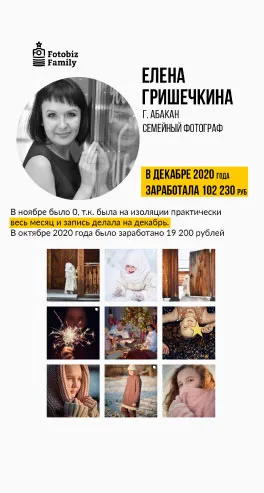 Fotobiz
Family
ЕЛЕНА
ГРИШЕЧКИНА
Г. АБАКАН
СЕМЕЙНЫЙ ФОТОГРАФ
В ДЕКАБРЕ 2020 ГОДА
ЗАРАБОТАЛА 102 230 РУБ
В ноябре было 0, т.к. была на изоляции практически
весь месяц и запись делала на декабрь.
В октябре 2020 года было заработано 19 200 рублей